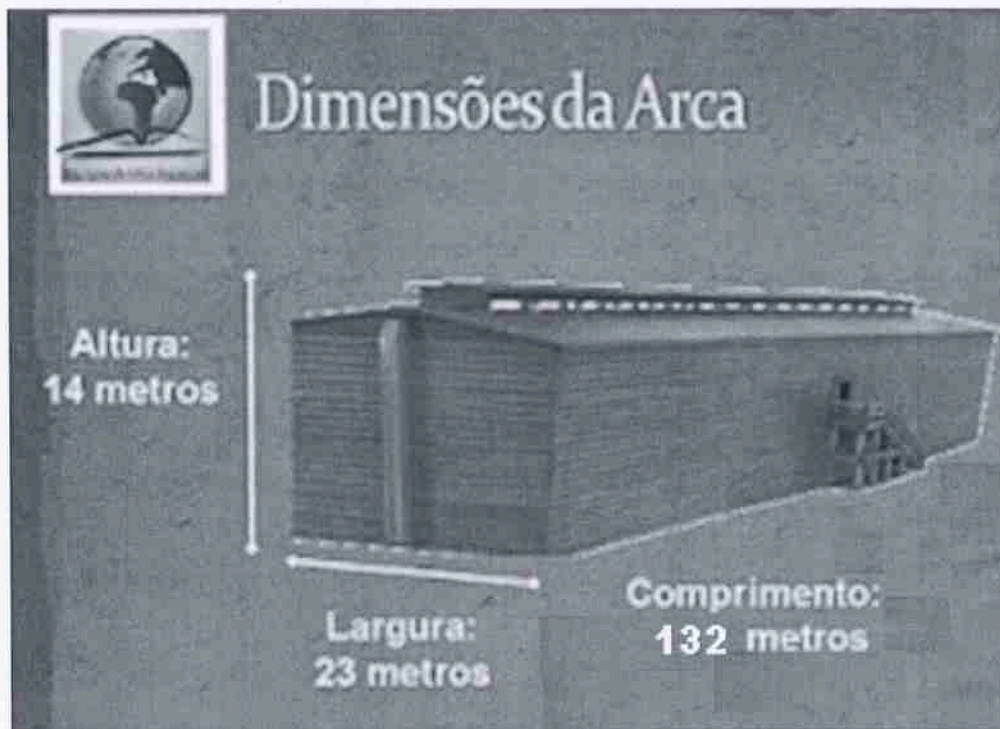 Dimensões da Arca
Altura:
14 metros
Largura:
23 metros
Comprimento:
132 metros